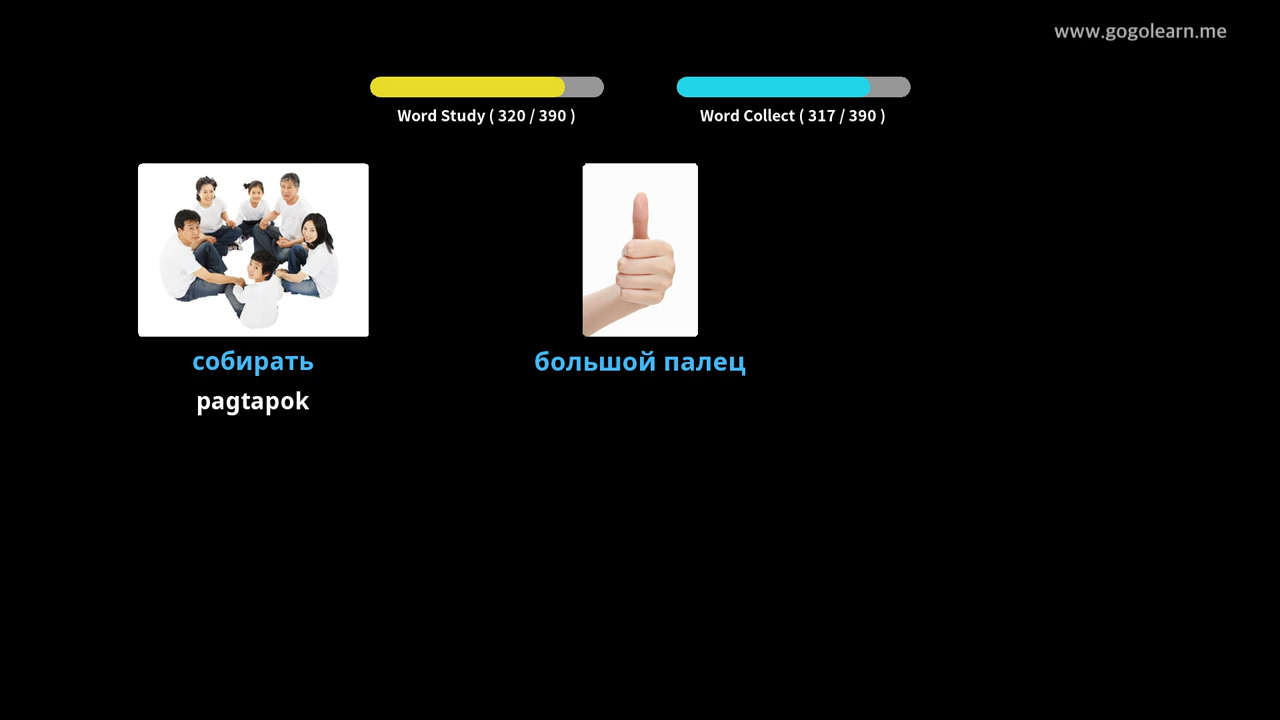 www.gogolearn.me
Word Study ( 320 / 390 )
Word Collect ( 317 / 390 )
собирать
pagtapok
большой палец